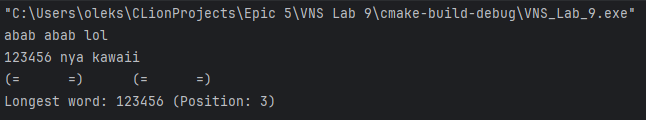 "C:\Users\oleks\CLionProjects\Epic 5\VNS Lab 9\cmake-build-debug\VNS_Lab_9.exe"
abab abab lol
123456 nya kawaii
(=      =)      (=      =)
Longest word: 123456 (Position: 3)